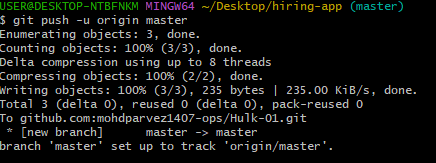 USER@DESKTOP-NTBFNKM MINGW64 ~/Desktop/hiring-app (master)
$ git push -u origin master
Enumerating objects: 3, done.
Counting objects: 100% (3/3), done.
Delta compression using up to 8 threads
Compressing objects: 100% (2/2), done.
Writing objects: 100% (3/3), 235 bytes | 235.00 KiB/s, done.
Total 3 (delta 0), reused 0 (delta 0), pack-reused 0
To github.com:mohdparvez1407-ops/Hulk-01.git
 * [new branch]      master -> master
branch 'master' set up to track 'origin/master'.